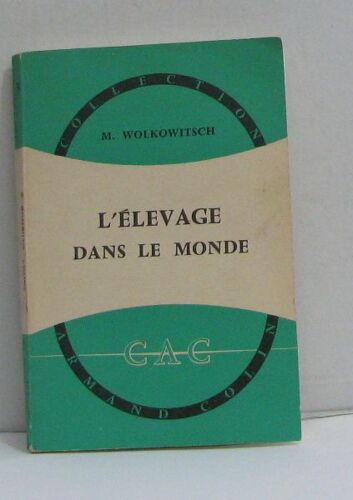 COLLECTION
M. WOLKOWITSCH
L'ÉLEVAGE
DANS LE MONDE
CAC
ARMAND COLIN